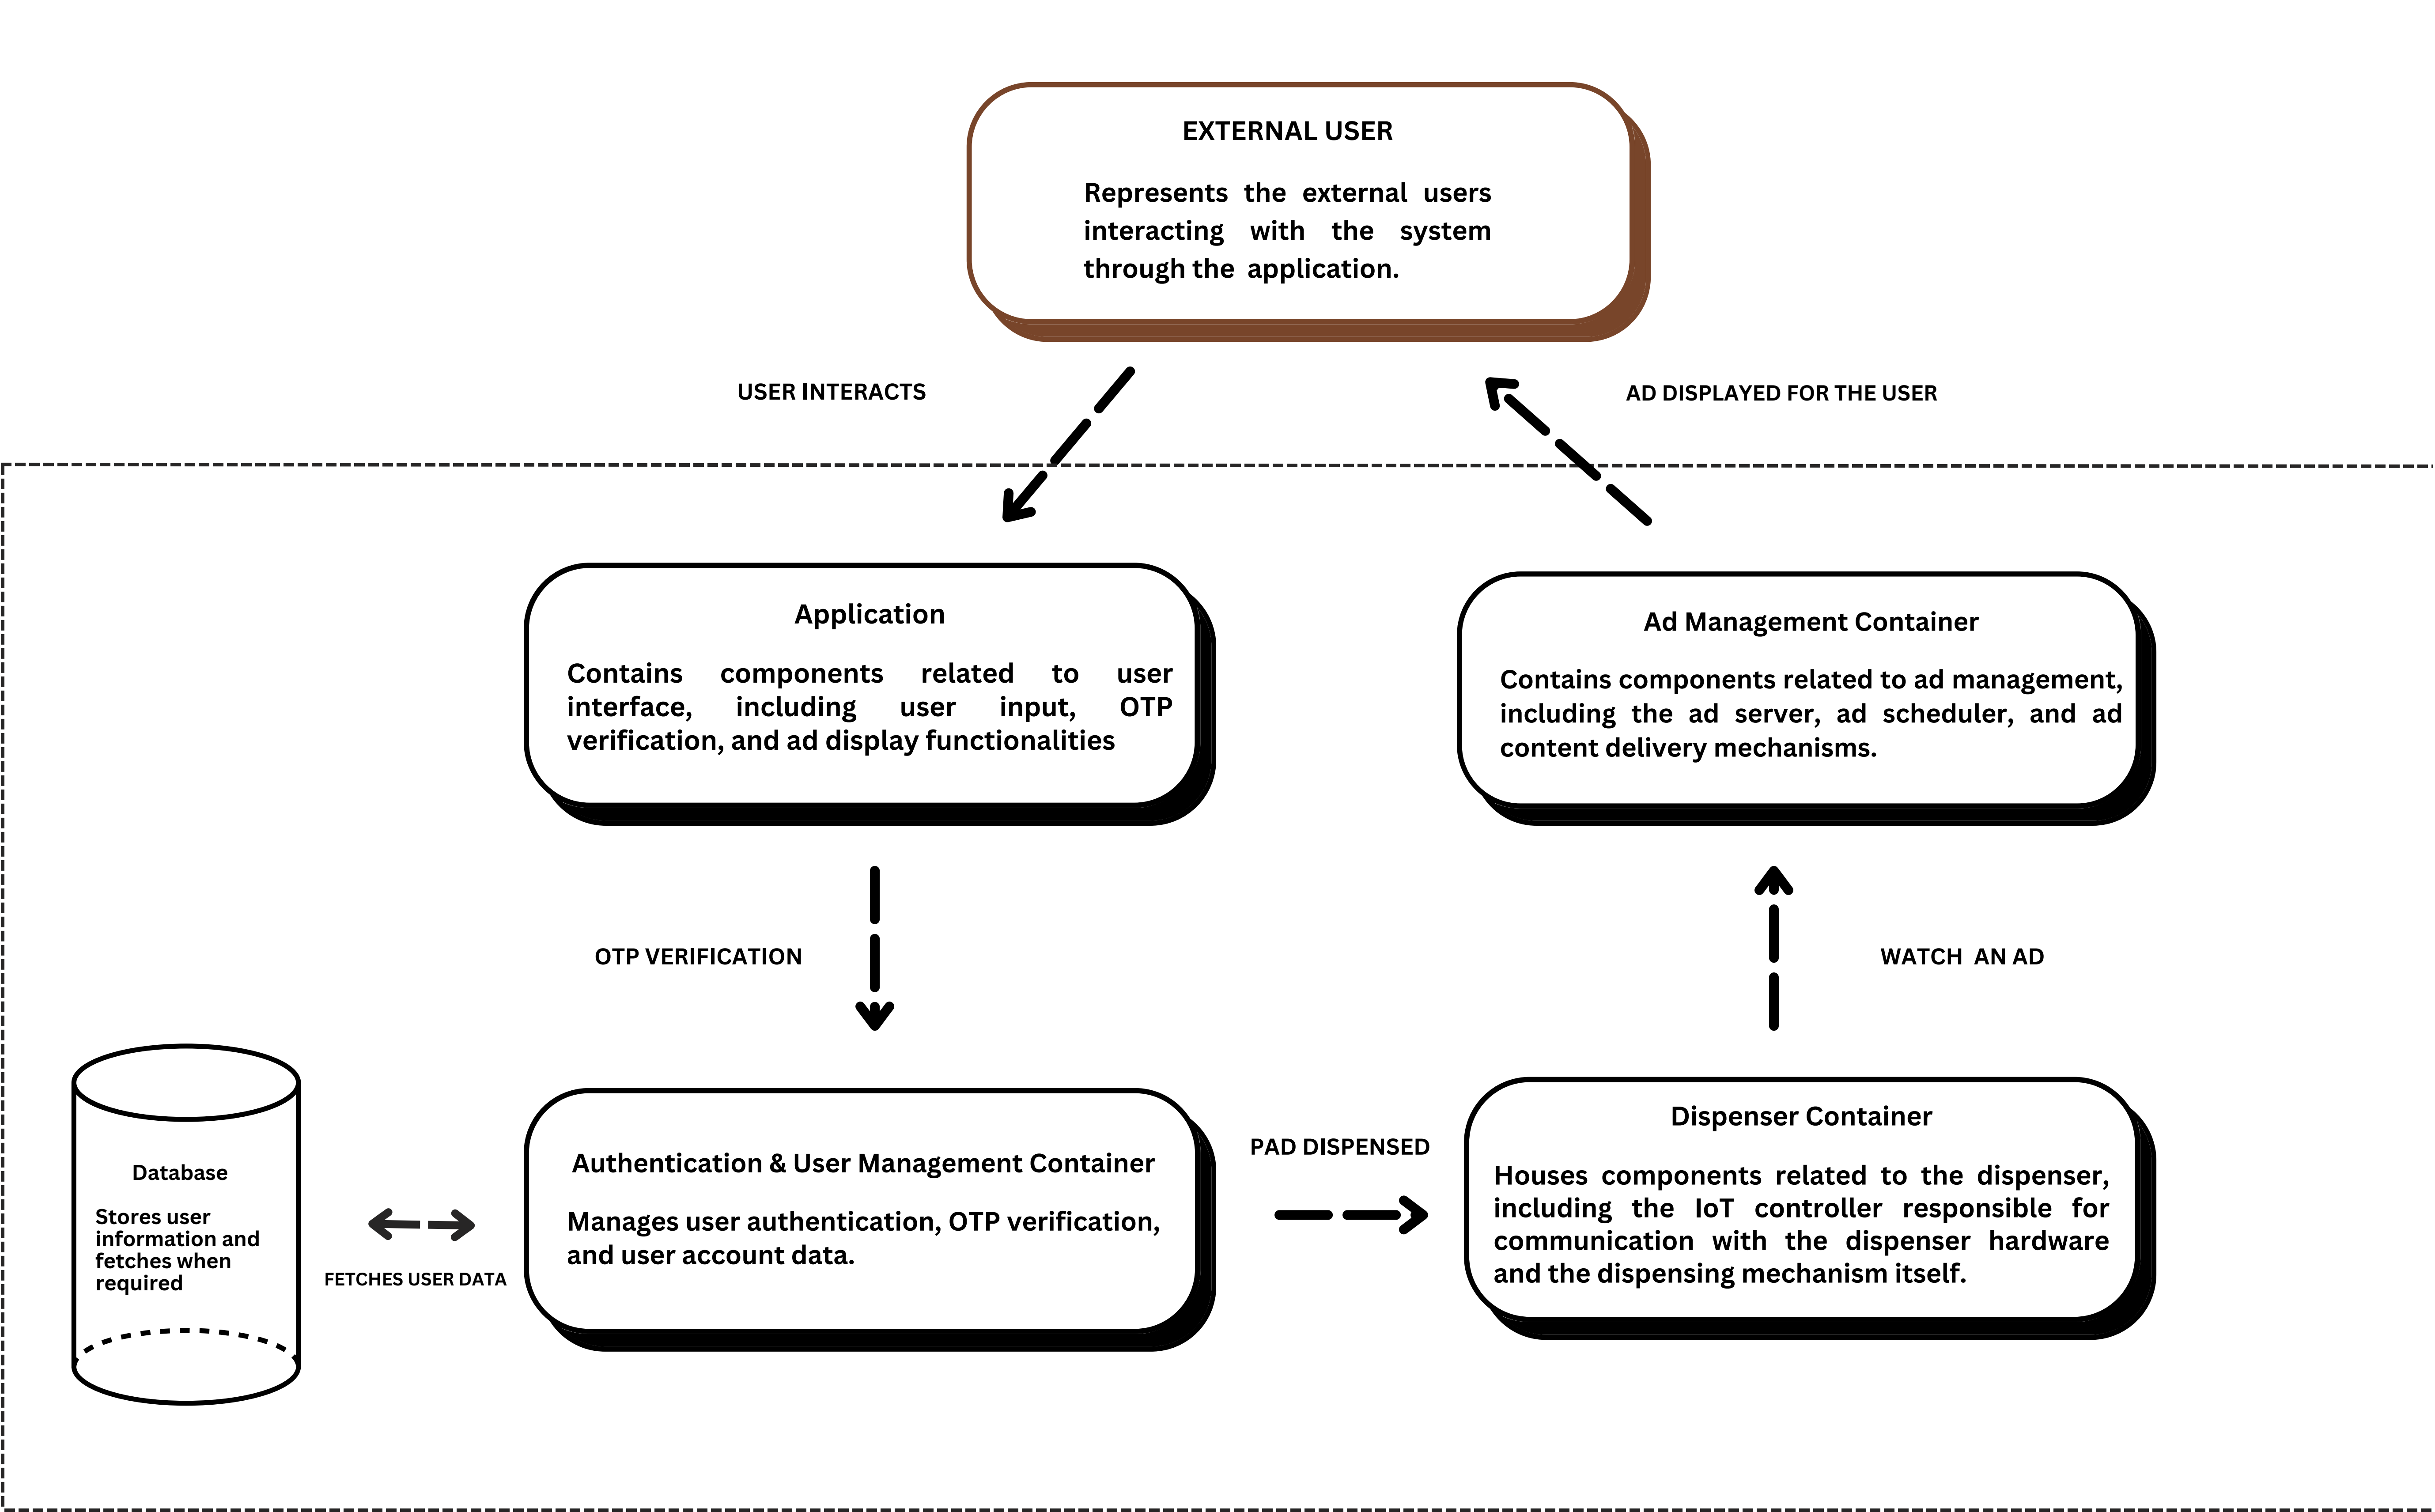 EXTERNAL USER
Represents the external users
interacting with the system
through the application.
USER INTERACTS
AD DISPLAYED FOR THE USER
Application
Contains components related to user
interface, including user input, OTP
verification, and ad display functionalities
Ad Management Container
Contains components related to ad management,
including the ad server, ad scheduler, and ad
content delivery mechanisms.
OTP VERIFICATION
WATCH AN AD
Database
Stores user
information and
fetches when
required
FETCHES USER DATA
Authentication & User Management Container
Manages user authentication, OTP verification,
and user account data.
PAD DISPENSED
Dispenser Container
Houses components related to the dispenser,
including the IoT controller responsible for
communication with the dispenser hardware
and the dispensing mechanism itself.